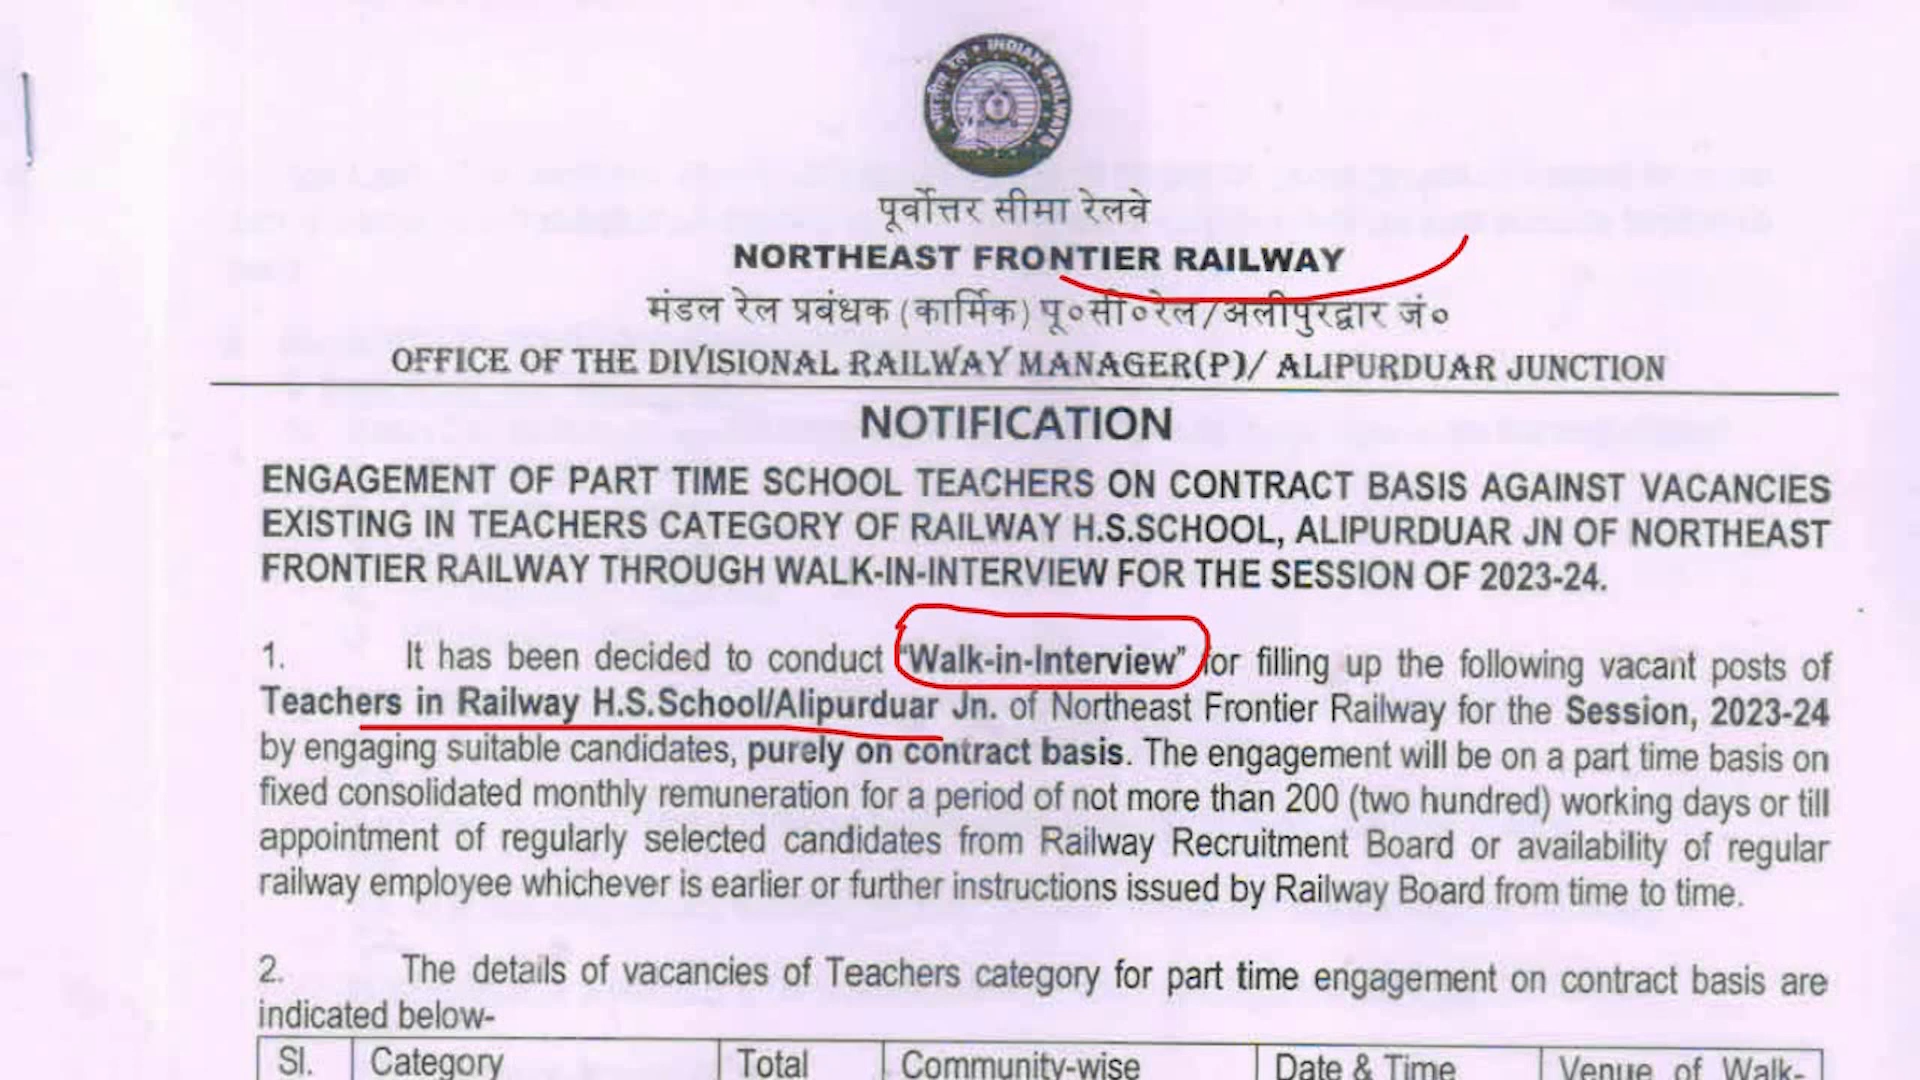 INDIAN RAILWAYS
पूर्वोत्तर सीमा रेलवे
NORTHEAST FRONTIER RAILWAY
मंडल रेल प्रबंधक (कार्मिक) पू०सी०रेल/अलीपुरद्वार जं०
OFFICE OF THE DIVISIONAL RAILWAY MANAGER(P)/ ALIPURDUAR JUNCTION
NOTIFICATION
ENGAGEMENT OF PART TIME SCHOOL TEACHERS ON CONTRACT BASIS AGAINST VACANCIES
EXISTING IN TEACHERS CATEGORY OF RAILWAY H.S.SCHOOL, ALIPURDUAR JN OF NORTHEAST
FRONTIER RAILWAY THROUGH WALK-IN-INTERVIEW FOR THE SESSION OF 2023-24.
1. It has been decided to conduct “Walk-in-Interview” for filling up the following vacant posts of
Teachers in Railway H.S.School/Alipurduar Jn. of Northeast Frontier Railway for the Session, 2023-24
by engaging suitable candidates, purely on contract basis. The engagement will be on a part time basis on
fixed consolidated monthly remuneration for a period of not more than 200 (two hundred) working days or till
appointment of regularly selected candidates from Railway Recruitment Board or availability of regular
railway employee whichever is earlier or further instructions issued by Railway Board from time to time.
2. The details of vacancies of Teachers category for part time engagement on contract basis are
indicated below-
Sl. Category Total Community-wise Date & Time Venue of Walk-